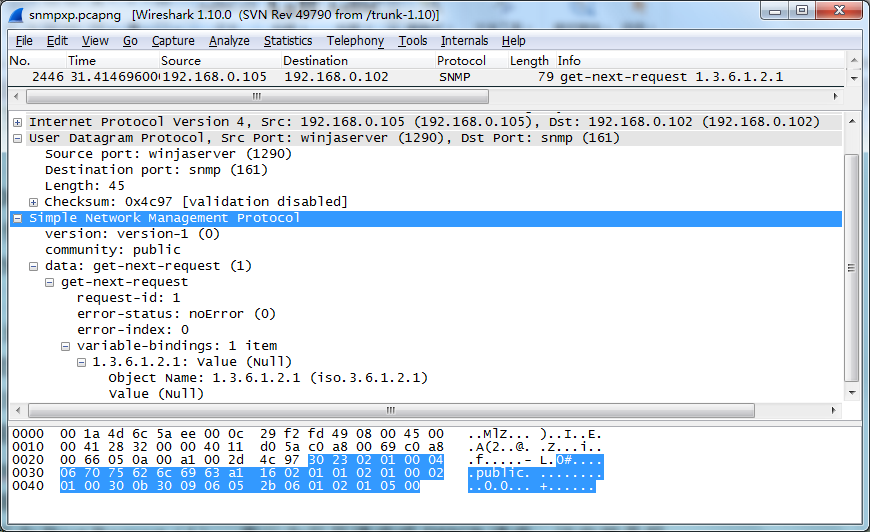 snmpxp.pcapng   [Wireshark 1.10.0  (SVN Rev 49790 from /trunk-1.10)]
File Edit View Go Capture Analyze Statistics Telephony Tools Internals Help
No. Time Source Destination Protocol Length Info
2446 31.41469600 192.168.0.105 192.168.0.102 SNMP 79 get-next-request 1.3.6.1.2.1
Internet Protocol Version 4, Src: 192.168.0.105 (192.168.0.105), Dst: 192.168.0.102 (192.168.0.102)
User Datagram Protocol, Src Port: winjaserver (1290), Dst Port: snmp (161)
Source port: winjaserver (1290)
Destination port: snmp (161)
Length: 45
Checksum: 0x4c97 [validation disabled]
Simple Network Management Protocol
version: version-1 (0)
community: public
data: get-next-request (1)
get-next-request
request-id: 1
error-status: noError (0)
error-index: 0
variable-bindings: 1 item
1.3.6.1.2.1: Value (Null)
Object Name: 1.3.6.1.2.1 (iso.3.6.1.2.1)
Value (Null)
0000  00 1a 4d 6c 5a ee 00 0c  29 f2 fd 49 08 00 45 00   ..MlZ... )..I..E.
0010  00 41 28 32 00 00 40 11  d0 5a c0 a8 00 69 c0 a8   .A(2..@. .Z...i..
0020  00 66 05 0a 00 a1 00 2d  4c 97 30 23 02 01 00 04   .f.....- L.0#....
0030  06 70 75 62 6c 69 63 a1  16 02 01 01 02 01 00 02   .public. ........
0040  01 00 30 0b 30 09 06 05  2b 06 01 02 01 05 00      ..0.0... +......